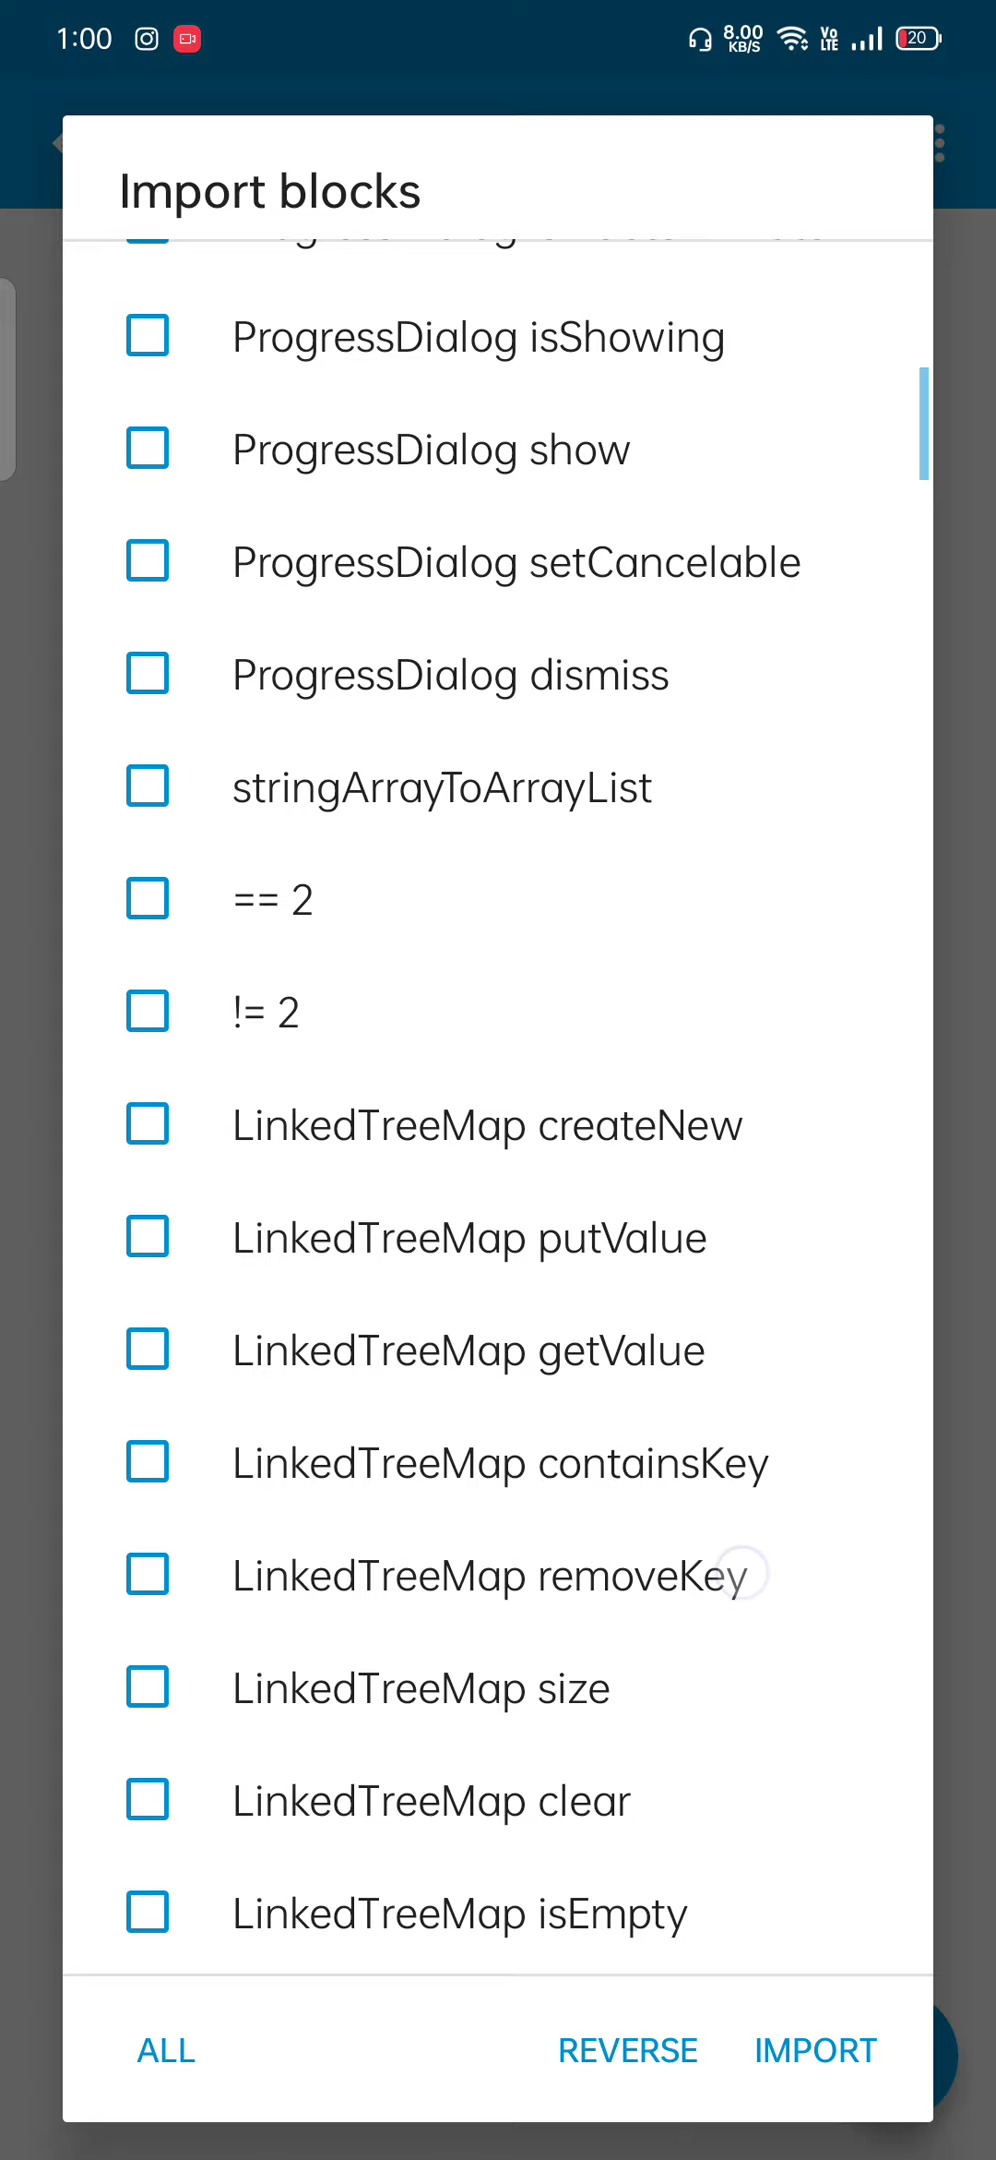 1:00
8.00
KB/S
Vo
LTE
20
Import blocks
ProgressDialog isShowing
ProgressDialog show
ProgressDialog setCancelable
ProgressDialog dismiss
stringArrayToArrayList
== 2
!= 2
LinkedTreeMap createNew
LinkedTreeMap putValue
LinkedTreeMap getValue
LinkedTreeMap containsKey
LinkedTreeMap removeKey
LinkedTreeMap size
LinkedTreeMap clear
LinkedTreeMap isEmpty
ALL REVERSE IMPORT